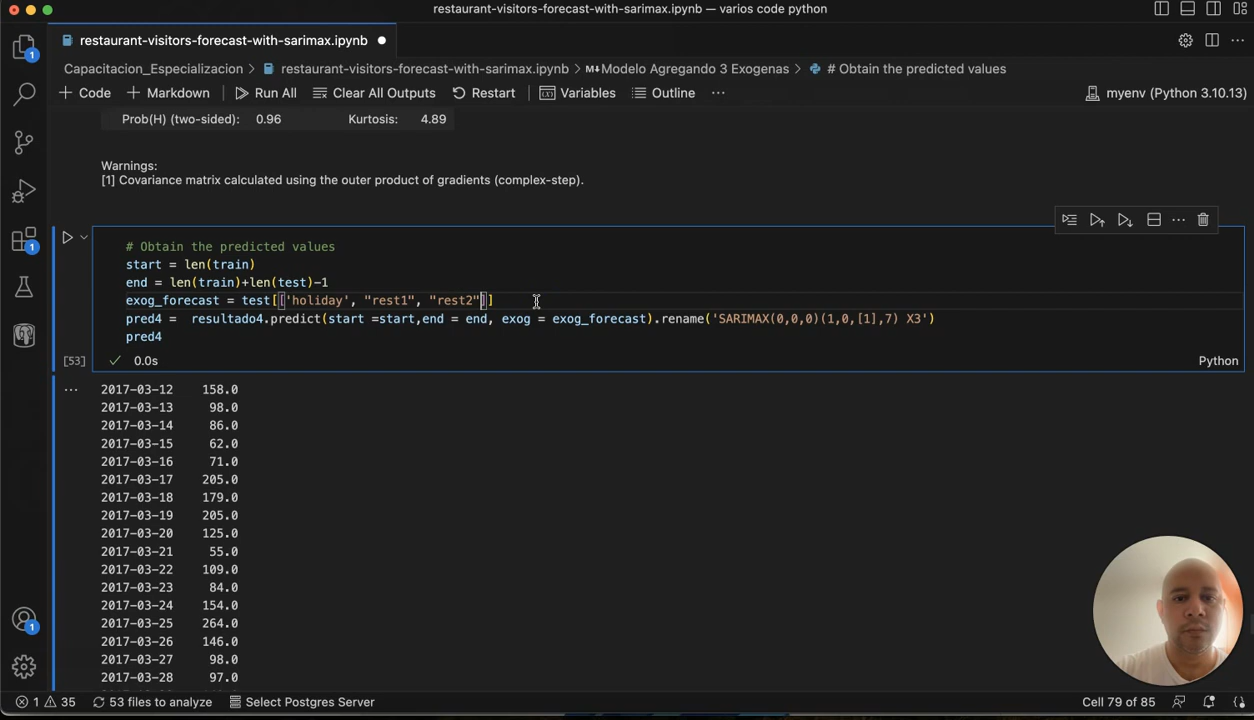 restaurant-visitors-forecast-with-sarimax.ipynb — varios code python
restaurant-visitors-forecast-with-sarimax.ipynb
Capacitacion_Especializacion > restaurant-visitors-forecast-with-sarimax.ipynb > M Modelo Agregando 3 Exogenas > # Obtain the predicted values
+ Code + Markdown Run All Clear All Outputs Restart Variables Outline ··· myenv (Python 3.10.13)
Prob(H) (two-sided): 0.96 Kurtosis: 4.89
Warnings:
[1] Covariance matrix calculated using the outer product of gradients (complex-step).
# Obtain the predicted values
start = len(train)
end = len(train)+len(test)-1
exog_forecast = test[['holiday', "rest1", "rest2"]]
pred4 = resultado4.predict(start =start,end = end, exog = exog_forecast).rename('SARIMAX(0,0,0)(1,0,[1],7) X3')
pred4
[53] 0.0s Python
2017-03-12 158.0
2017-03-13 98.0
2017-03-14 86.0
2017-03-15 62.0
2017-03-16 71.0
2017-03-17 205.0
2017-03-18 179.0
2017-03-19 205.0
2017-03-20 125.0
2017-03-21 55.0
2017-03-22 109.0
2017-03-23 84.0
2017-03-24 154.0
2017-03-25 264.0
2017-03-26 146.0
2017-03-27 98.0
2017-03-28 97.0
1
1
1
1 35 53 files to analyze Select Postgres Server Cell 79 of 85